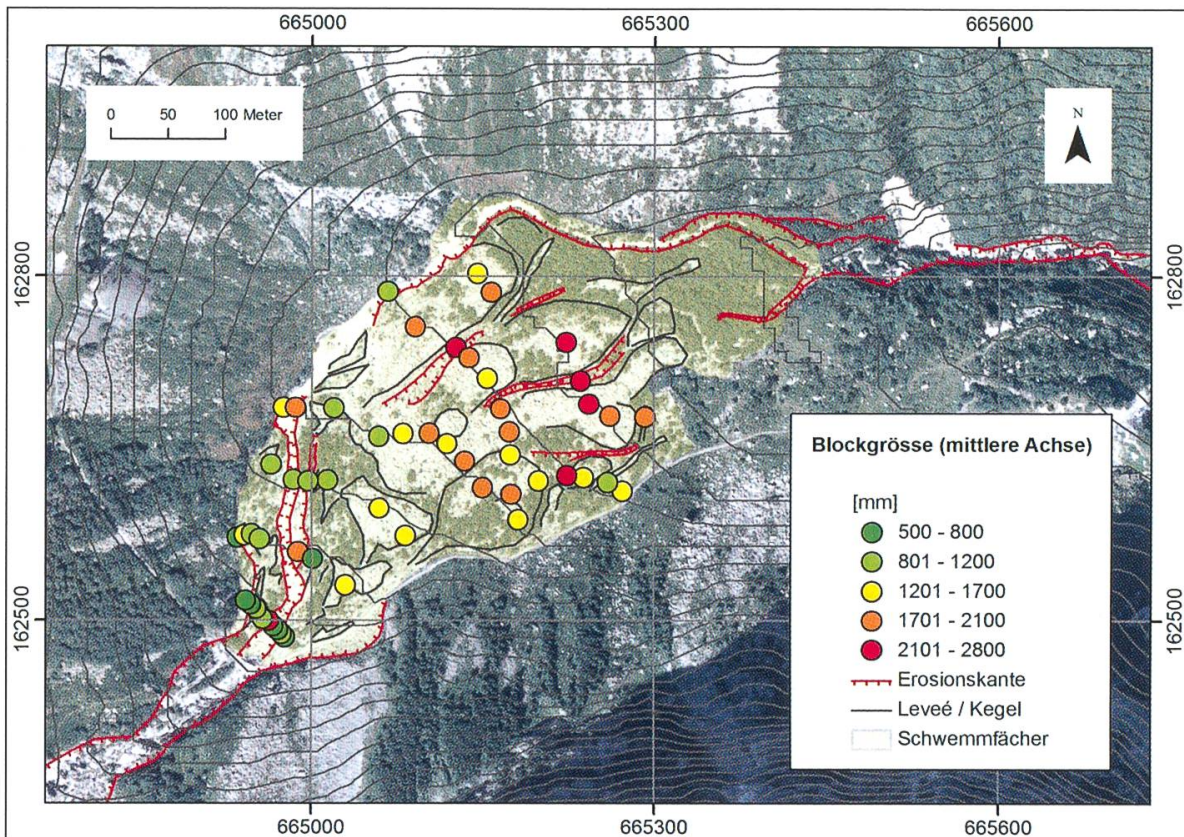 665000 665300 665600
0 50 100 Meter
N
162800 162800
Blockgrösse (mittlere Achse)
[mm]
500 - 800
801 - 1200
1201 - 1700
1701 - 2100
2101 - 2800
Erosionskante
Leveé / Kegel
Schwemmfächer
162500 162500
665000 665300 665600